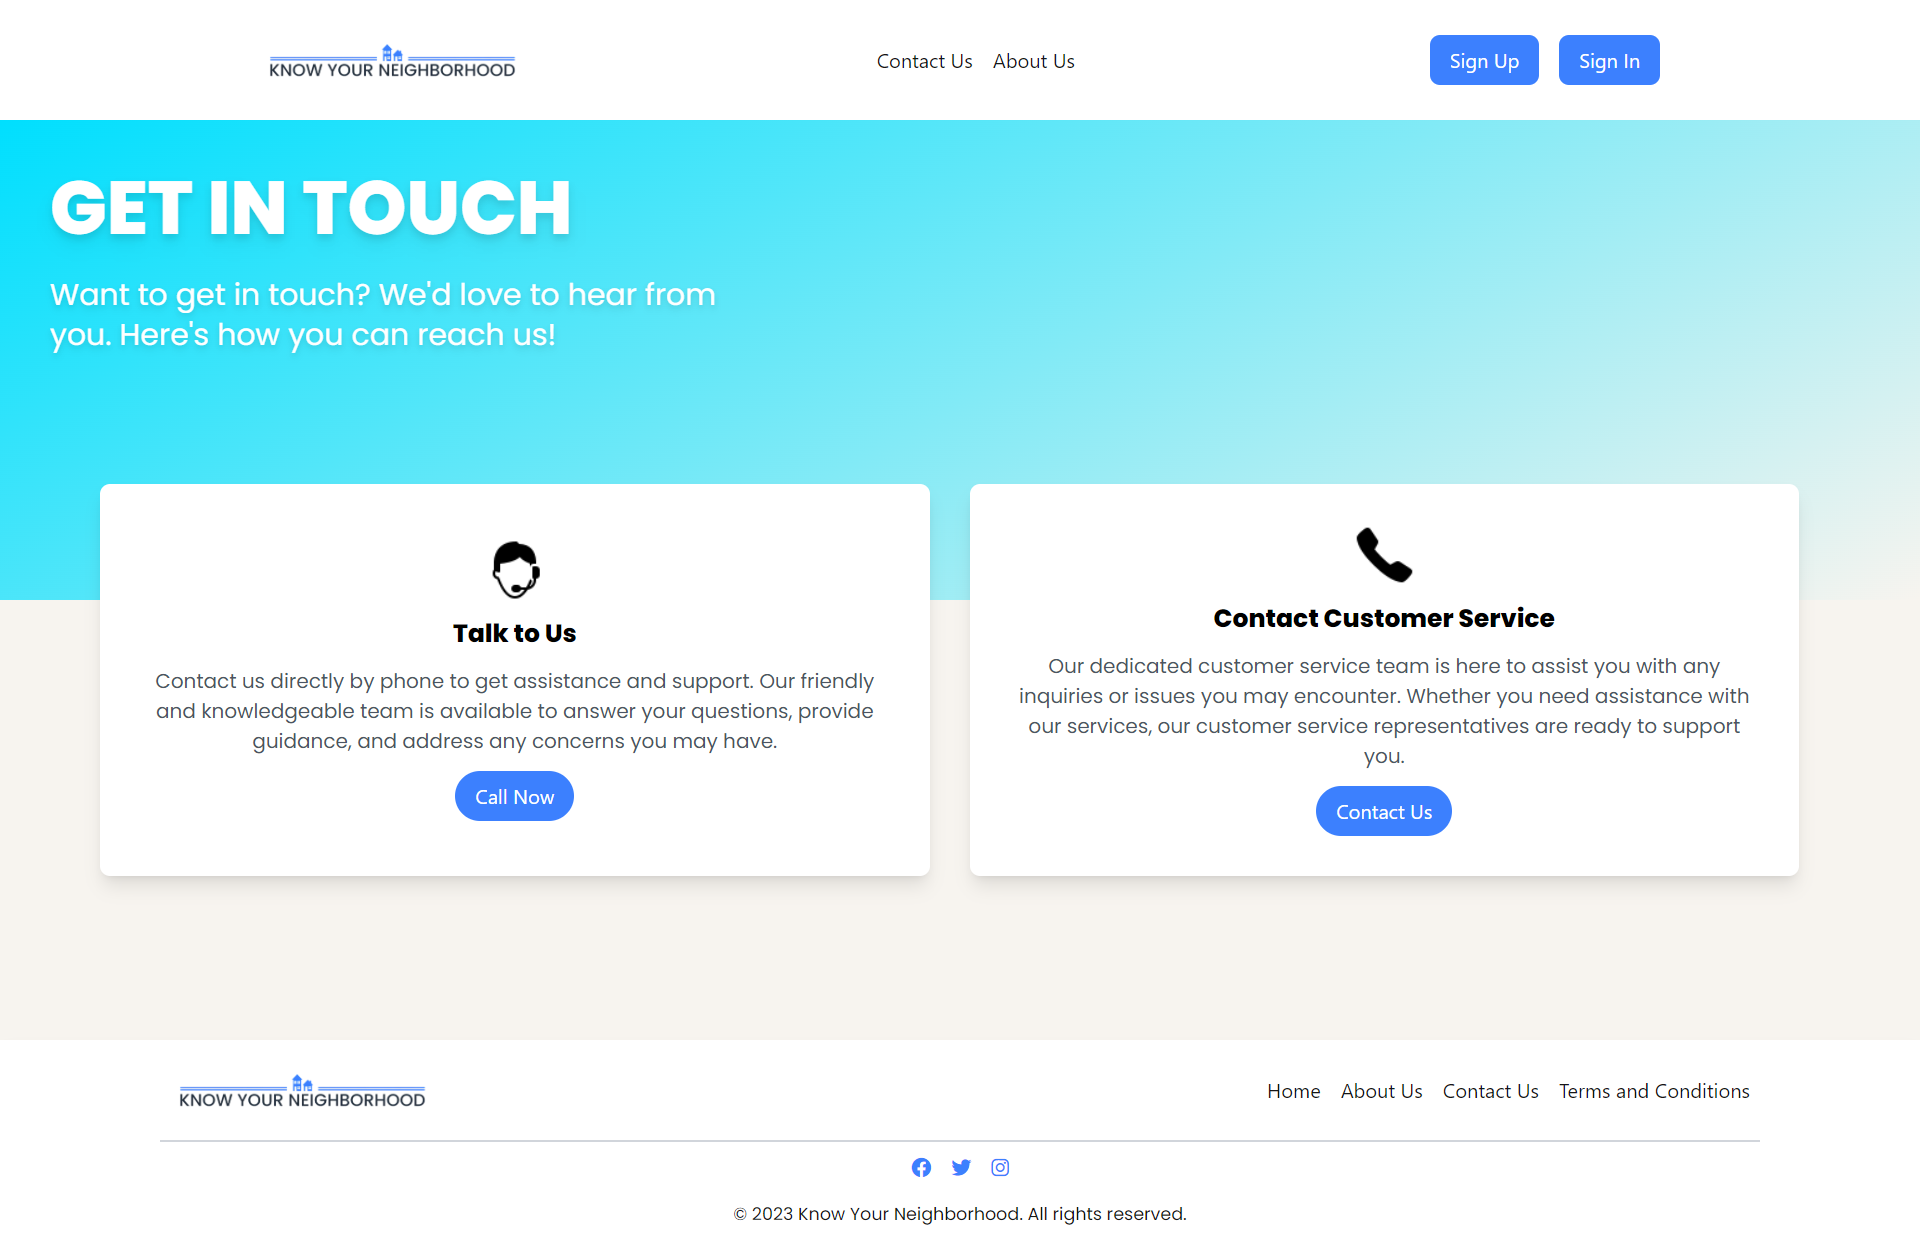 KNOW YOUR NEIGHBORHOOD
Contact Us
About Us
Sign Up
Sign In
GET IN TOUCH
Want to get in touch? We'd love to hear from
you. Here's how you can reach us!
Talk to Us
Contact us directly by phone to get assistance and support. Our friendly
and knowledgeable team is available to answer your questions, provide
guidance, and address any concerns you may have.
Call Now
Contact Customer Service
Our dedicated customer service team is here to assist you with any
inquiries or issues you may encounter. Whether you need assistance with
our services, our customer service representatives are ready to support
you.
Contact Us
KNOW YOUR NEIGHBORHOOD
Home
About Us
Contact Us
Terms and Conditions
© 2023 Know Your Neighborhood. All rights reserved.